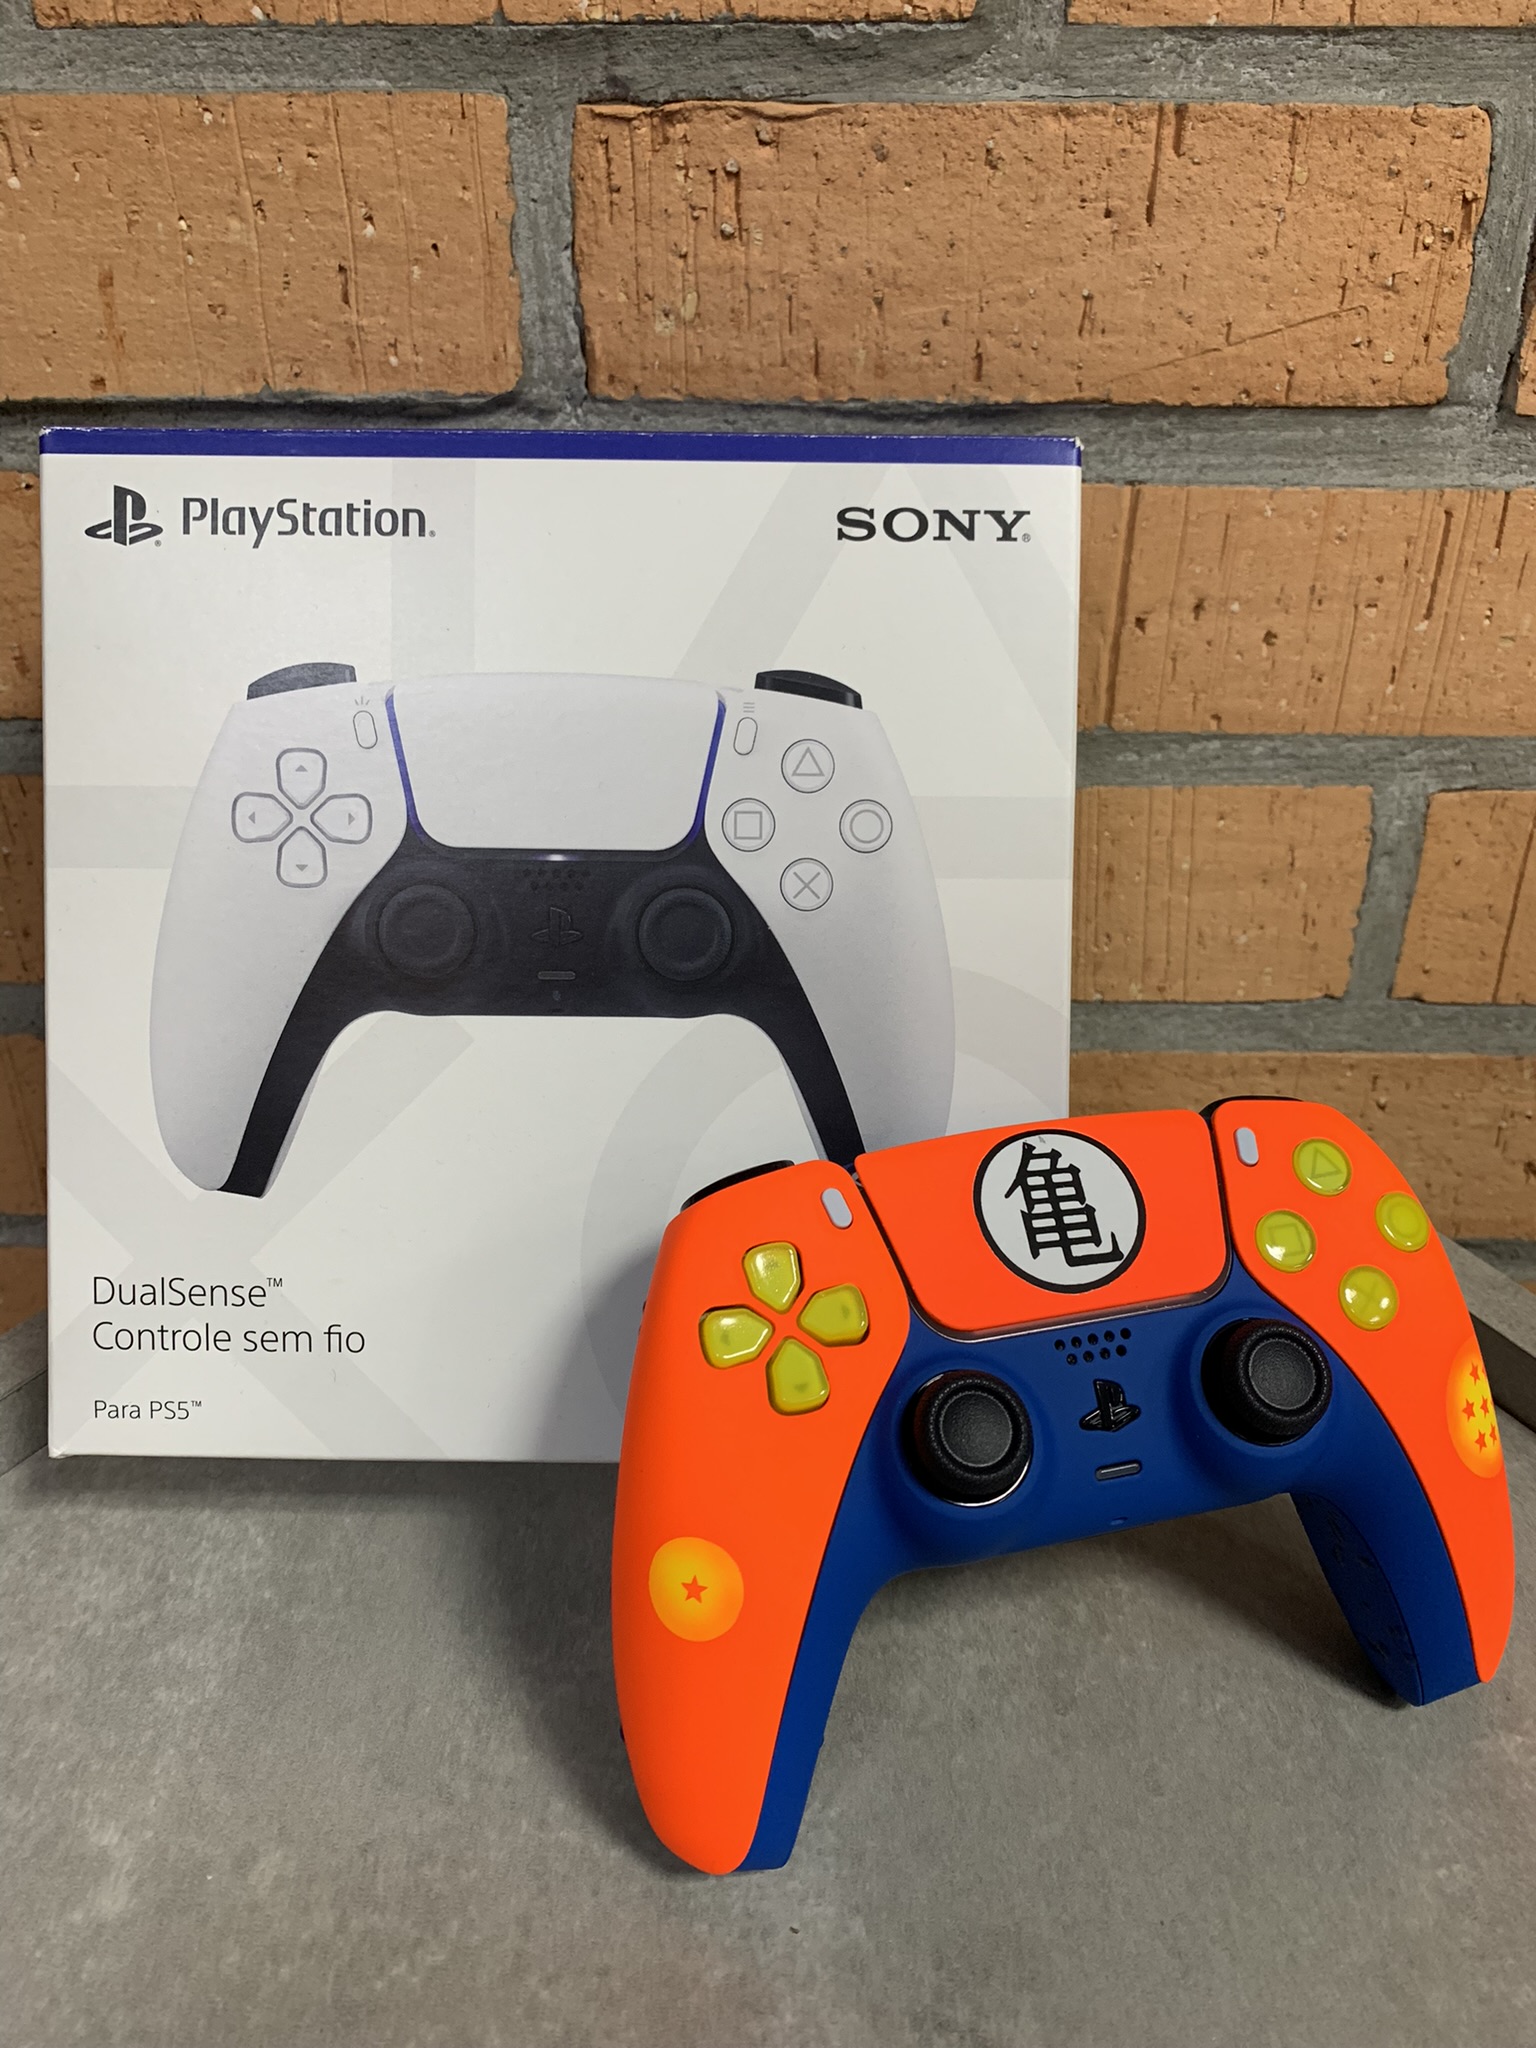 PlayStation®
SONY®
DualSense™
Controle sem fio
Para PS5™
亀